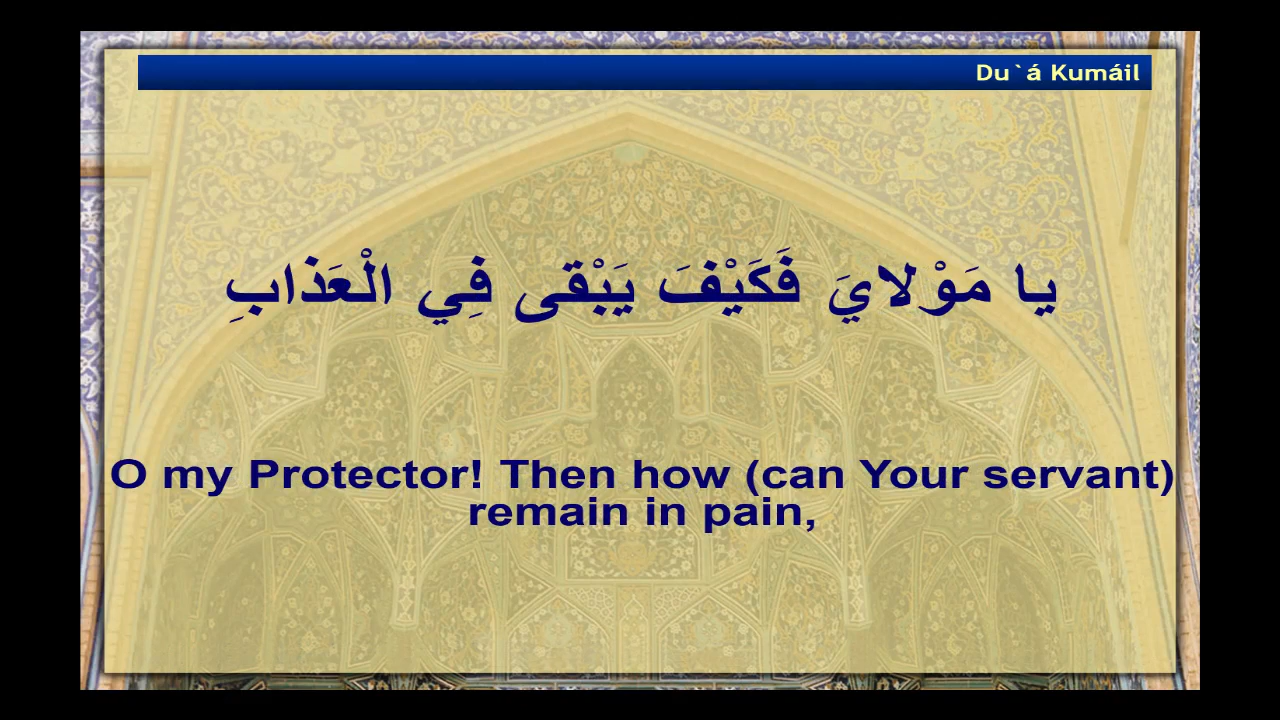 Du`á Kumáil
يا مَوْلايَ فَكَيْفَ يَبْقى فِي الْعَذابِ
O my Protector! Then how (can Your servant)
remain in pain,